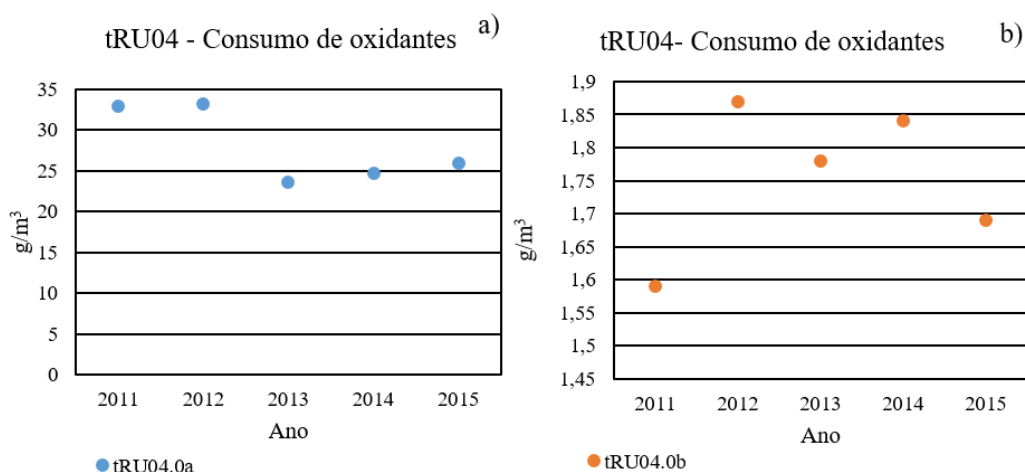 tRU04 - Consumo de oxidantes a)
35
30
25
20
15
10
5
0
g/m³
2011 2012 2013 2014 2015
Ano
tRU04.0a
tRU04- Consumo de oxidantes b)
1,9
1,85
1,8
1,75
1,7
1,65
1,6
1,55
1,5
1,45
g/m³
2011 2012 2013 2014 2015
Ano
tRU04.0b